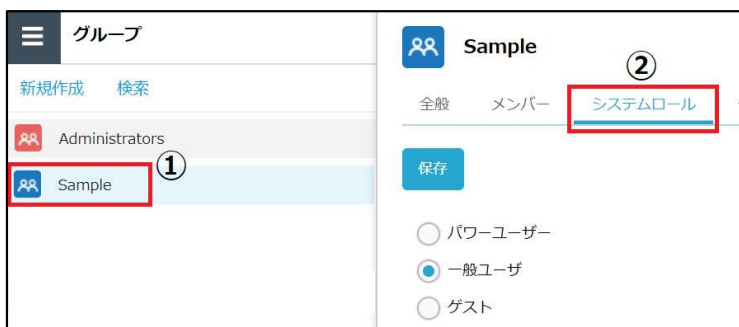 グループ
新規作成 検索
Administrators
①
Sample
Sample
②
全般 メンバー システムロール
保存
パワーユーザー
一般ユーザ
ゲスト